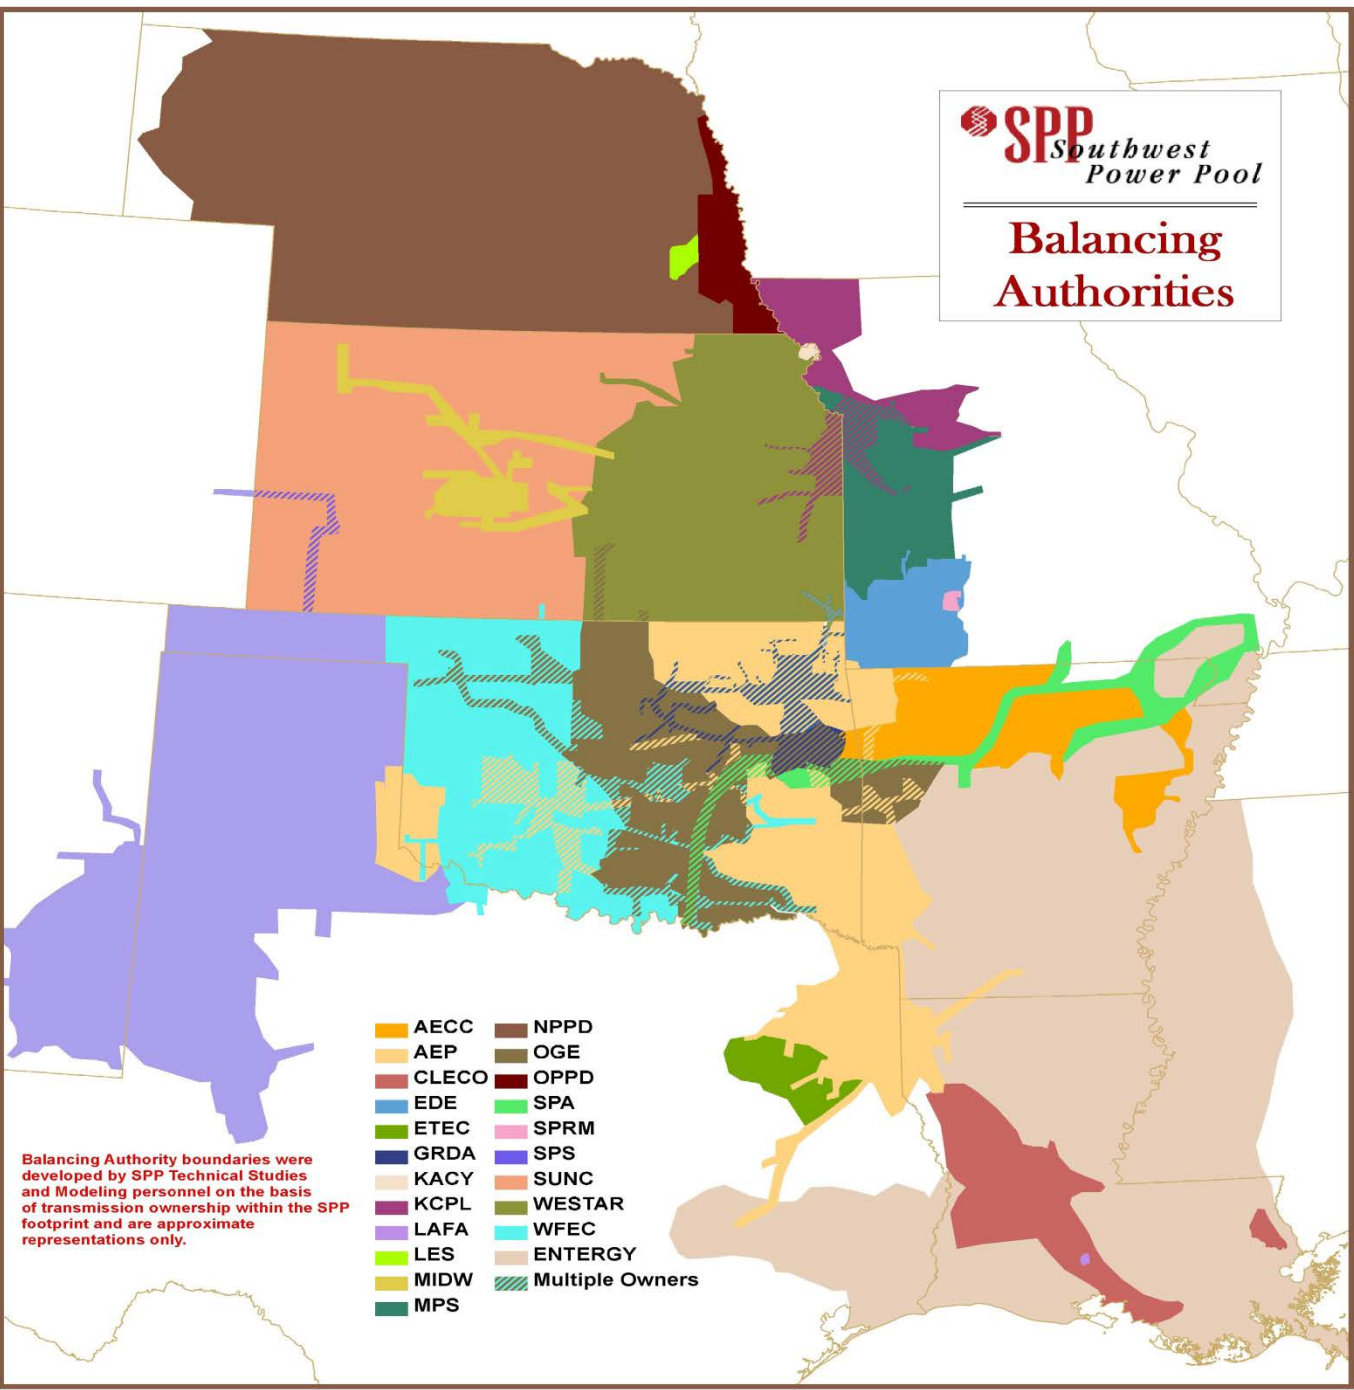 SPP
Southwest
Power Pool
Balancing
Authorities
AECC
AEP
CLECO
EDE
ETEC
GRDA
KACY
KCPL
LAFA
LES
MIDW
MPS
NPPD
OGE
OPPD
SPA
SPRM
SPS
SUNC
WESTAR
WFEC
ENTERGY
Multiple Owners
Balancing Authority boundaries were
developed by SPP Technical Studies
and Modeling personnel on the basis
of transmission ownership within the SPP
footprint and are approximate
representations only.